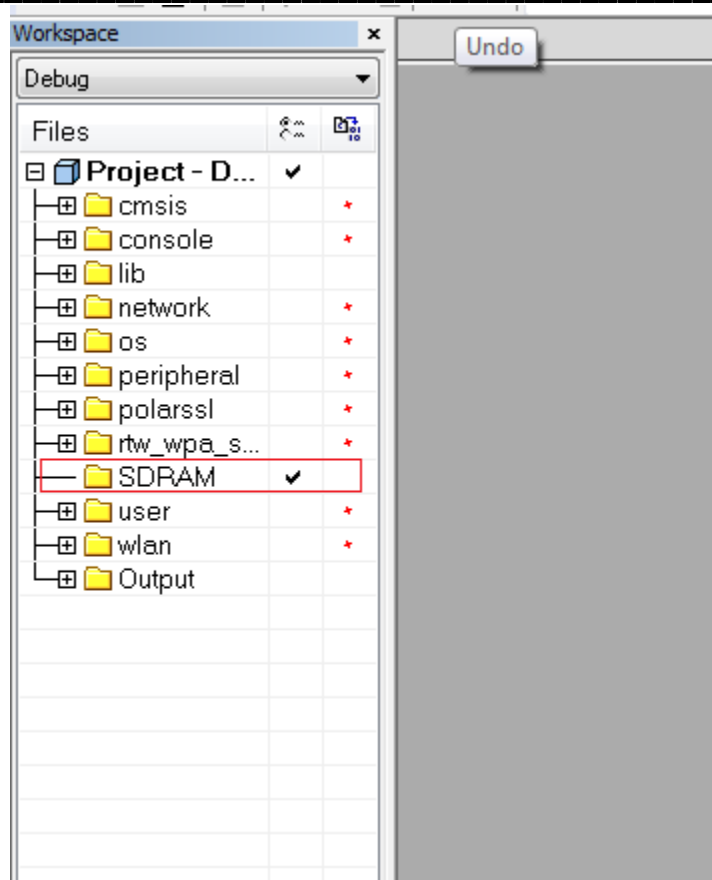 Workspace
Undo
Debug
Files
Project - D...
cmsis
console
lib
network
os
peripheral
polarssl
rtw_wpa_s...
SDRAM
user
wlan
Output